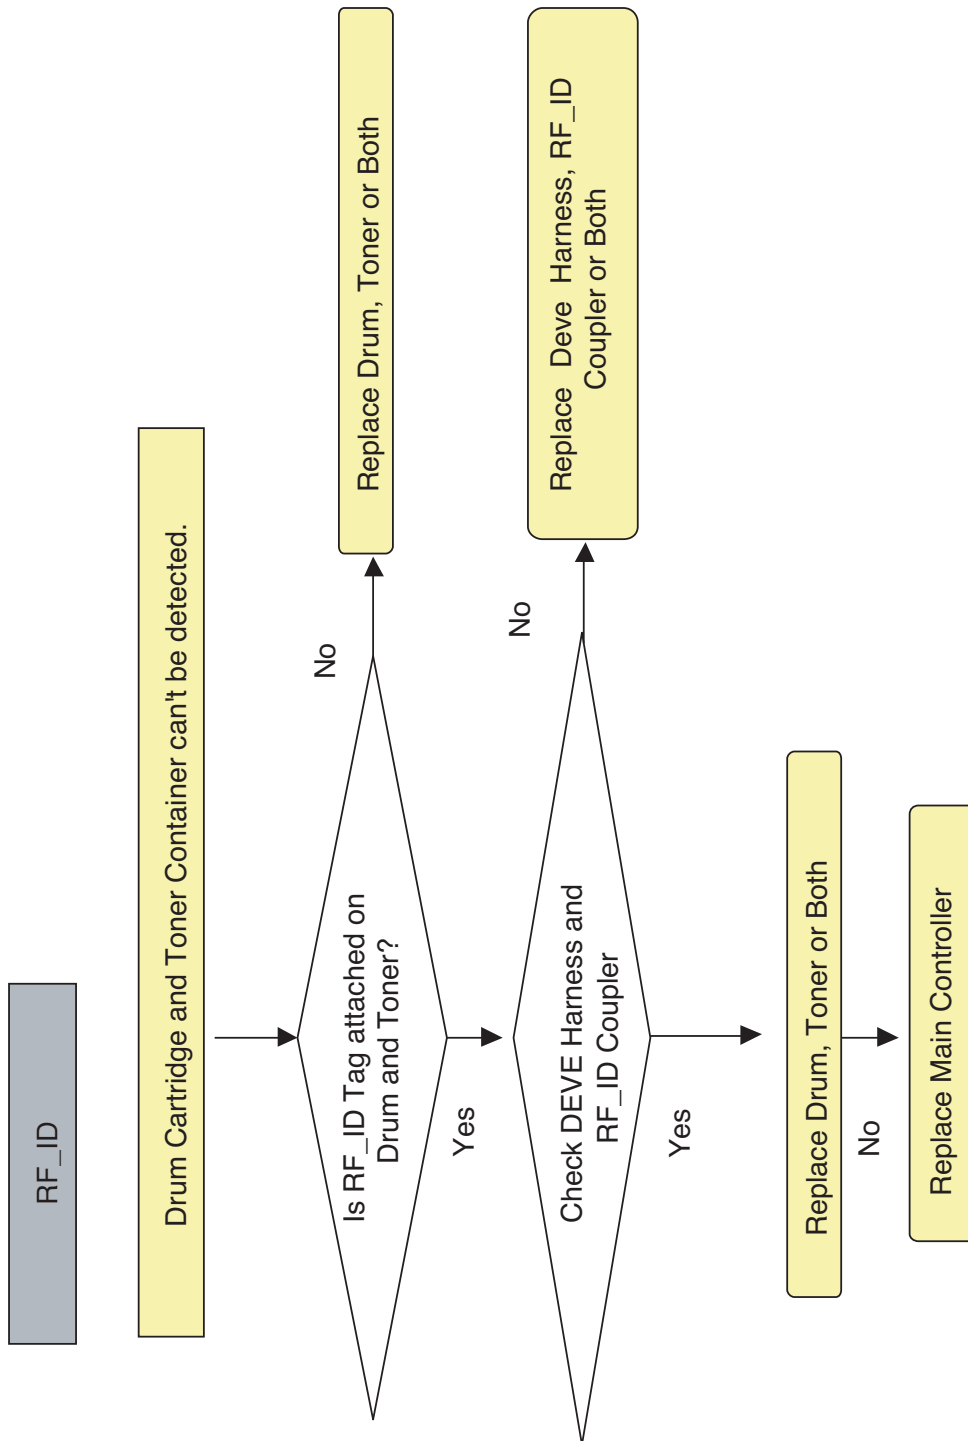 RF_ID
Drum Cartridge and Toner Container can't be detected.
Is RF_ID Tag attached on
Drum and Toner?
No
Replace Drum, Toner or Both
Yes
Check DEVE Harness and
RF_ID Coupler
No
Replace Deve Harness, RF_ID
Coupler or Both
Yes
Replace Drum, Toner or Both
No
Replace Main Controller